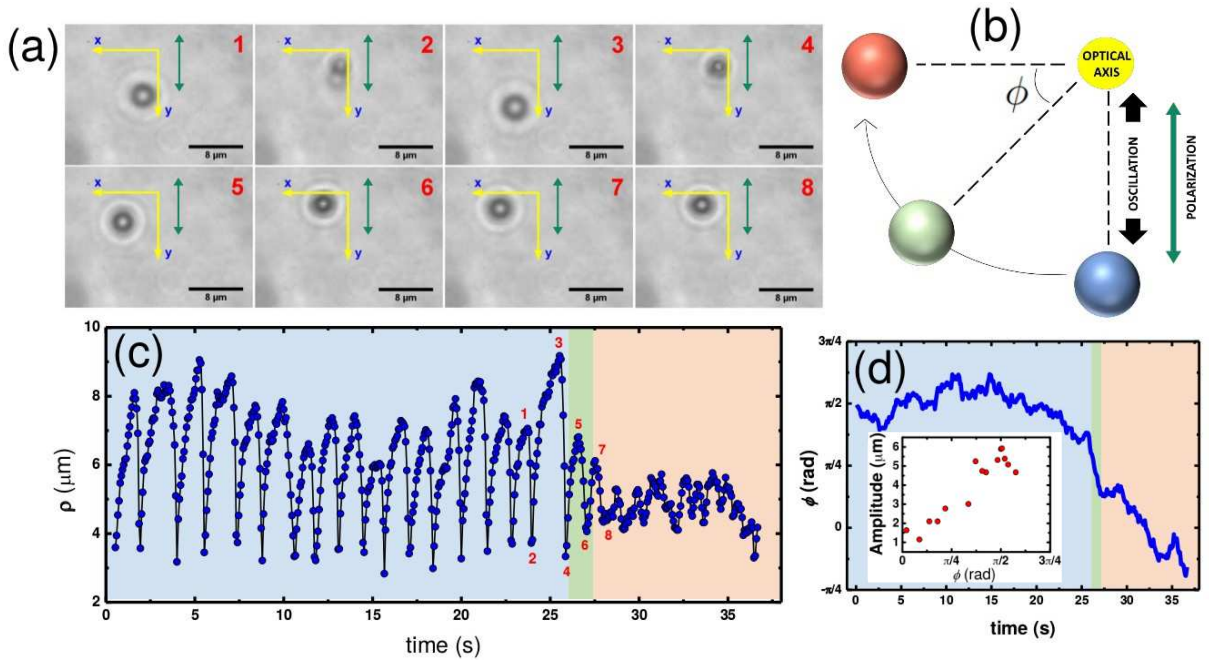 (a)
x
1
y
8 μm
x
2
y
8 μm
x
3
y
8 μm
x
4
y
8 μm
x
5
y
8 μm
x
6
y
8 μm
x
7
y
8 μm
x
8
y
8 μm
(b)
OPTICAL
AXIS
ϕ
OSCILLATION
POLARIZATION
(c)
10
8
6
4
2
ρ (μm)
0 5 10 15 20 25 30 35
time (s)
1
2
3
4
5
6
7
8
(d)
3π/4
π/2
π/4
0
-π/4
ϕ (rad)
0 5 10 15 20 25 30 35
time (s)
Amplitude (μm)
6
5
4
3
2
1
0 π/4 π/2 3π/4
ϕ (rad)